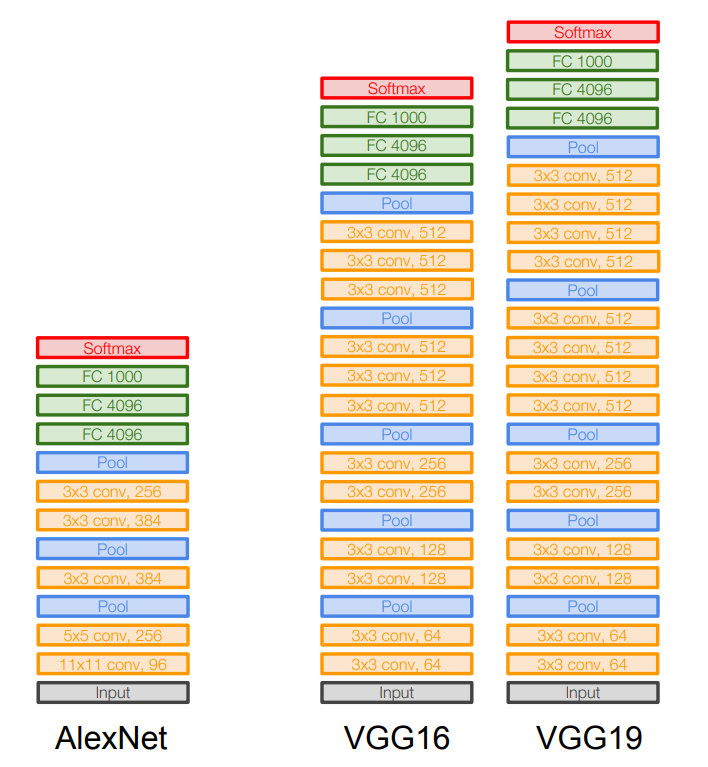 Softmax
FC 1000
FC 4096
FC 4096
Pool
3x3 conv, 256
3x3 conv, 384
Pool
3x3 conv, 384
Pool
5x5 conv, 256
11x11 conv, 96
Input
AlexNet
Softmax
FC 1000
FC 4096
FC 4096
Pool
3x3 conv, 512
3x3 conv, 512
3x3 conv, 512
Pool
3x3 conv, 512
3x3 conv, 512
3x3 conv, 512
Pool
3x3 conv, 256
3x3 conv, 256
Pool
3x3 conv, 128
3x3 conv, 128
Pool
3x3 conv, 64
3x3 conv, 64
Input
VGG16
Softmax
FC 1000
FC 4096
FC 4096
Pool
3x3 conv, 512
3x3 conv, 512
3x3 conv, 512
3x3 conv, 512
Pool
3x3 conv, 512
3x3 conv, 512
3x3 conv, 512
3x3 conv, 512
Pool
3x3 conv, 256
3x3 conv, 256
Pool
3x3 conv, 128
3x3 conv, 128
Pool
3x3 conv, 64
3x3 conv, 64
Input
VGG19